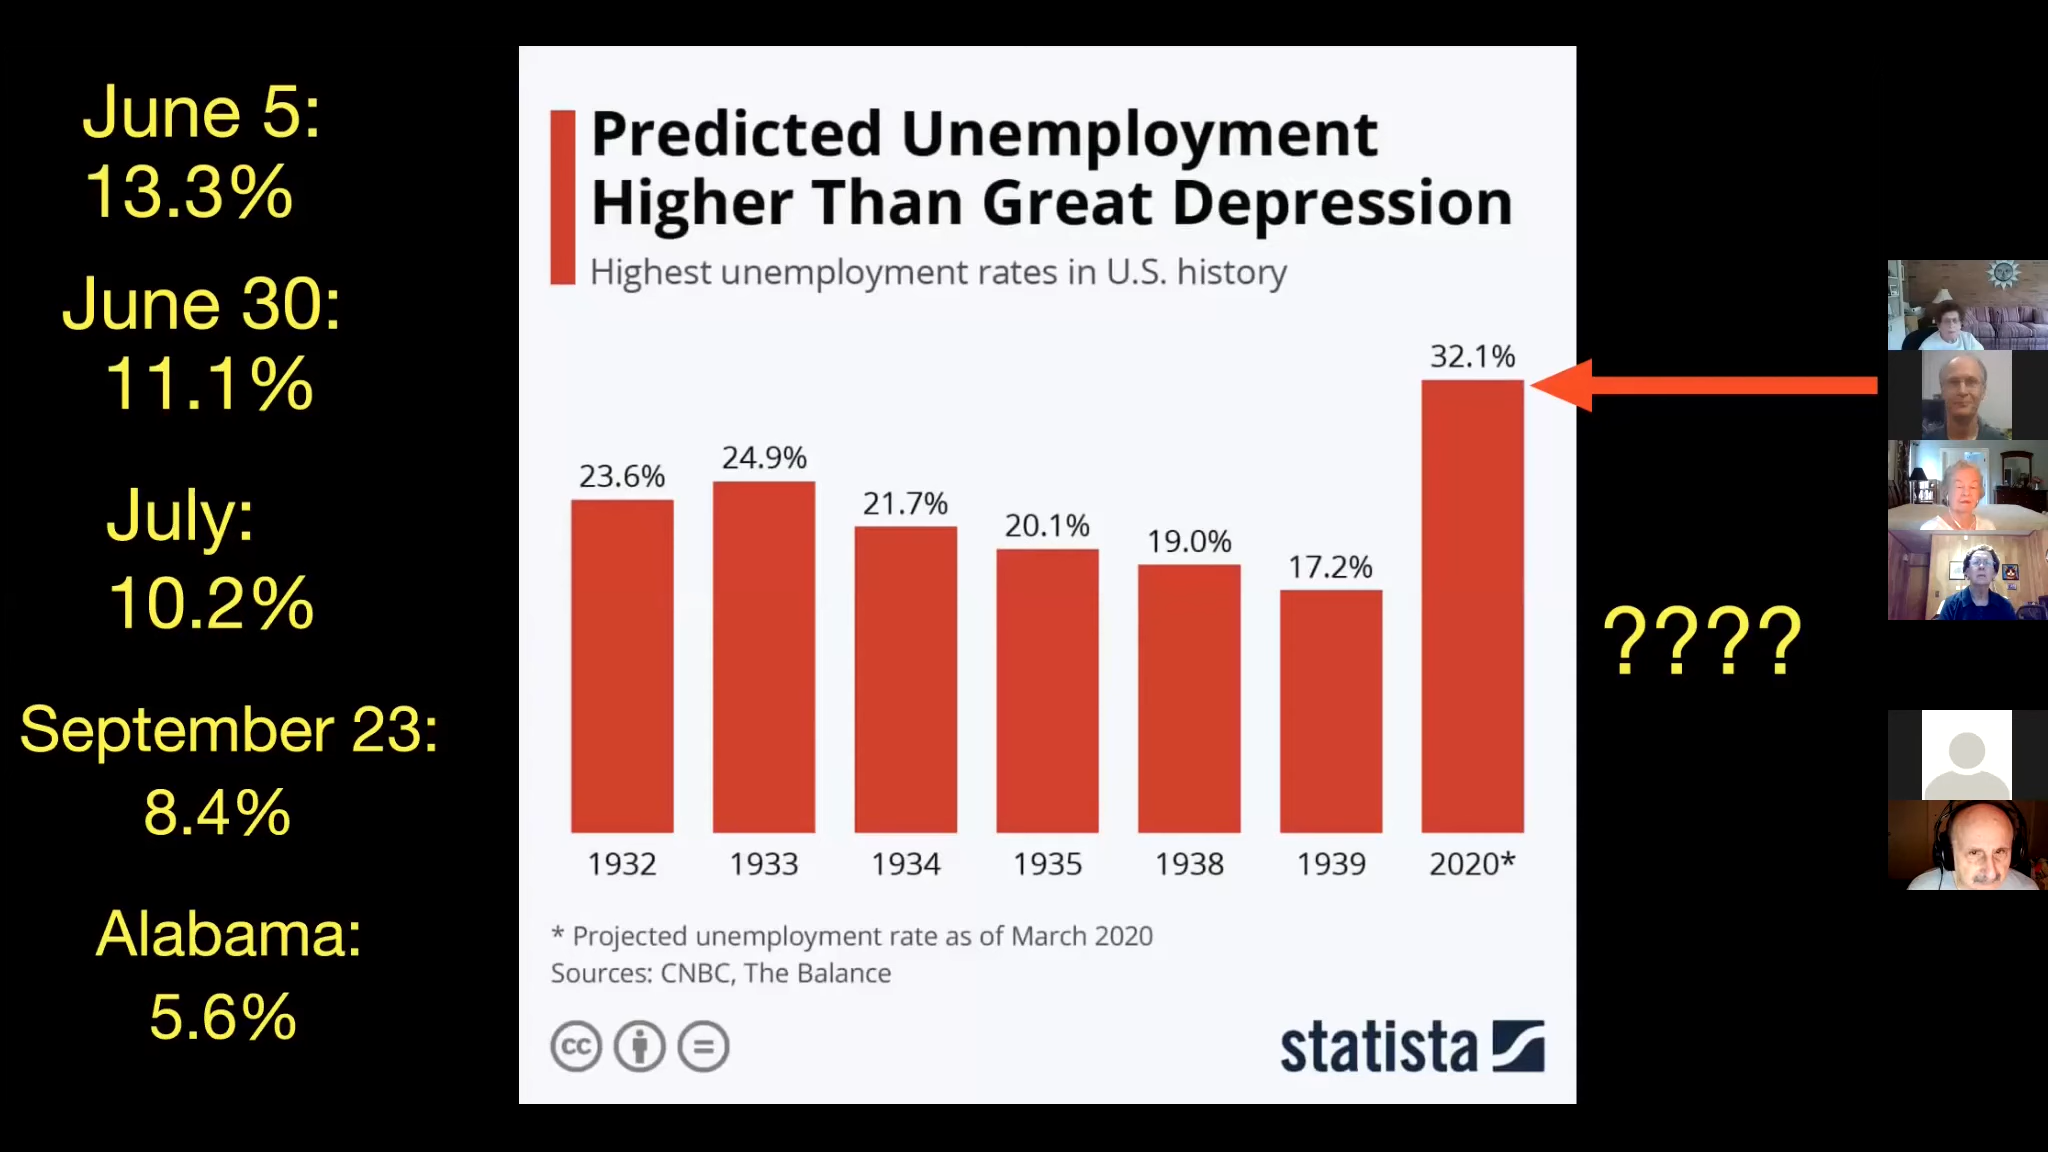 June 5:
13.3%
June 30:
11.1%
July:
10.2%
September 23:
8.4%
Alabama:
5.6%
Predicted Unemployment
Higher Than Great Depression
Highest unemployment rates in U.S. history
23.6%
24.9%
21.7%
20.1%
19.0%
17.2%
32.1%
1932 1933 1934 1935 1938 1939 2020*
* Projected unemployment rate as of March 2020
Sources: CNBC, The Balance
cc
=
statista
????